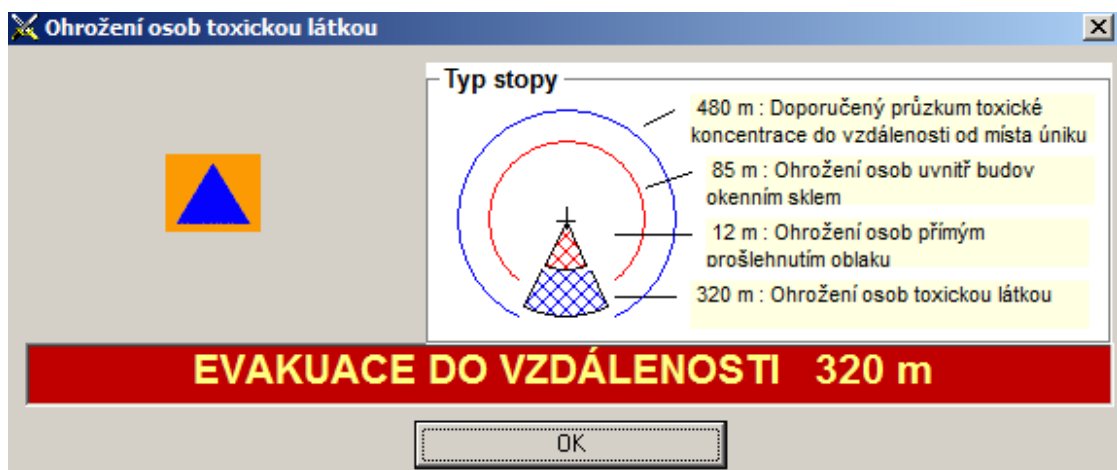 Ohrožení osob toxickou látkou
Typ stopy
480 m : Doporučený průzkum toxické
koncentrace do vzdálenosti od místa úniku
85 m : Ohrožení osob uvnitř budov
okenním sklem
12 m : Ohrožení osob přímým
prošlehnutím oblaku
320 m : Ohrožení osob toxickou látkou
EVAKUACE DO VZDÁLENOSTI 320 m
OK